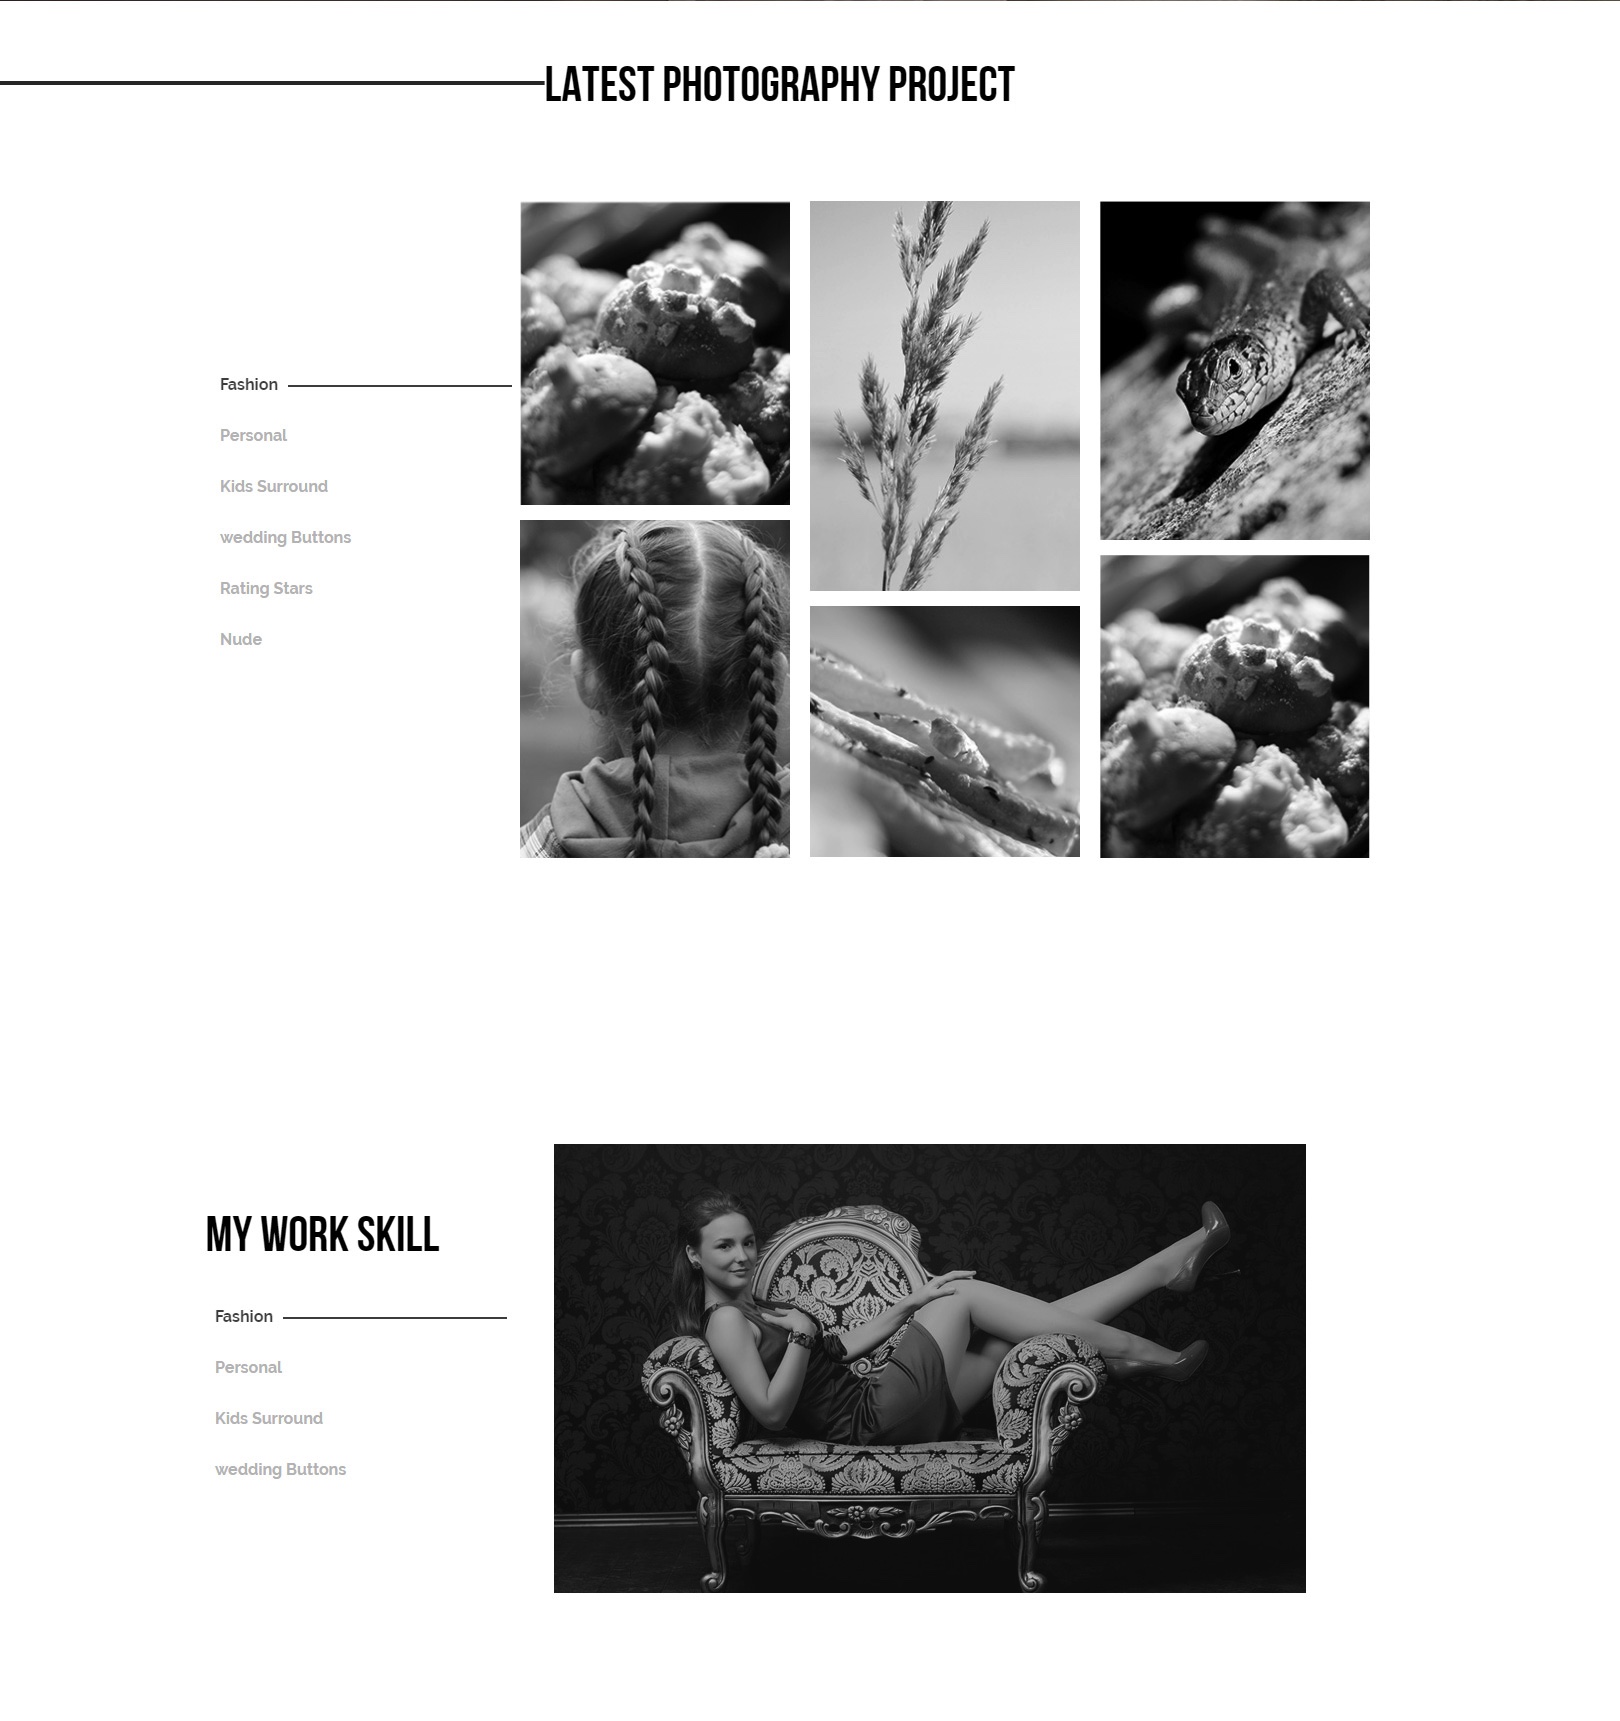 LATEST PHOTOGRAPHY PROJECT
Fashion
Personal
Kids Surround
wedding Buttons
Rating Stars
Nude
MY WORK SKILL
Fashion
Personal
Kids Surround
wedding Buttons